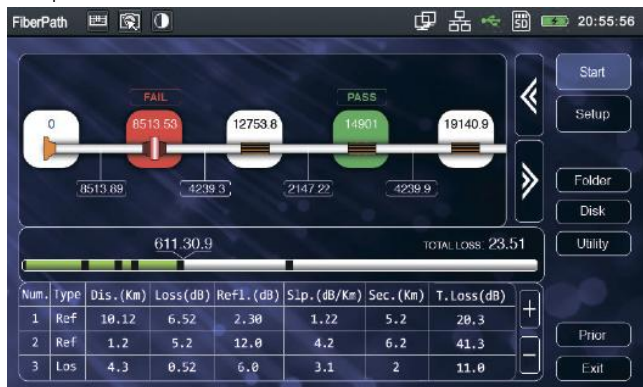 FiberPath SD 20:55:56
FAIL PASS
0 8513.53 12753.8 14901 19140.9
8513.89 4239.3 2147.22 4239.9
Start
Setup
Folder
Disk
Utility
Prior
Exit
611.30.9 TOTAL LOSS: 23.51
Num. Type Dis.(Km) Loss(dB) Refl.(dB) Slp.(dB/Km) Sec.(Km) T.Loss(dB)
1 Ref 10.12 6.52 2.30 1.22 5.2 20.3
2 Ref 1.2 5.2 12.0 4.2 6.2 41.3
3 Los 4.3 0.52 6.0 3.1 2 11.0